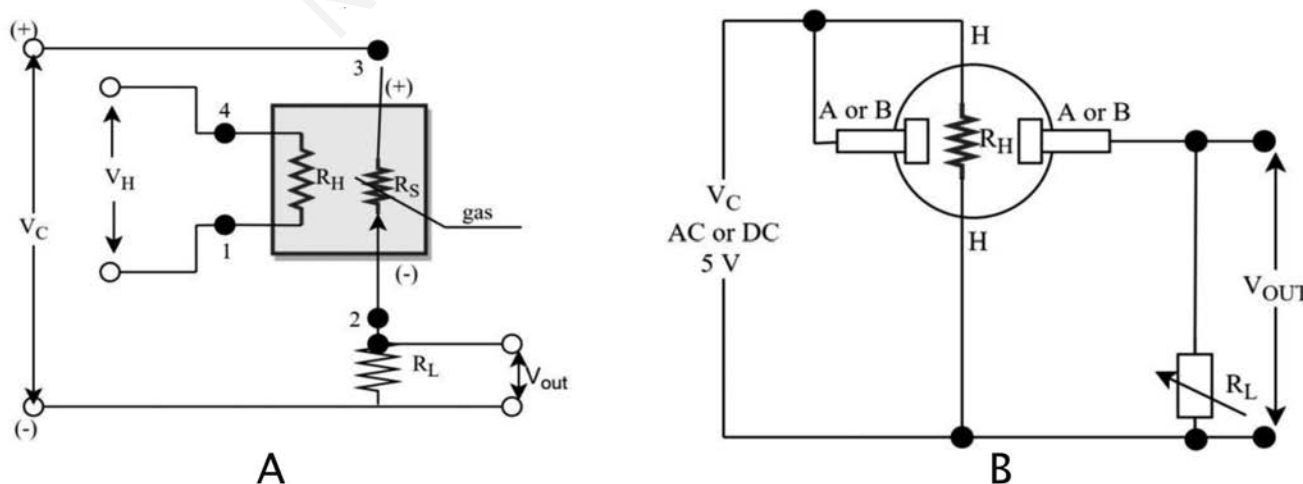 (+)
3
(+)
4
V_H
R_H
R_S
gas
V_C
1
(-)
2
R_L
V_out
(-)
A
H
A or B
A or B
R_H
V_C
AC or DC
5 V
H
V_OUT
R_L
B